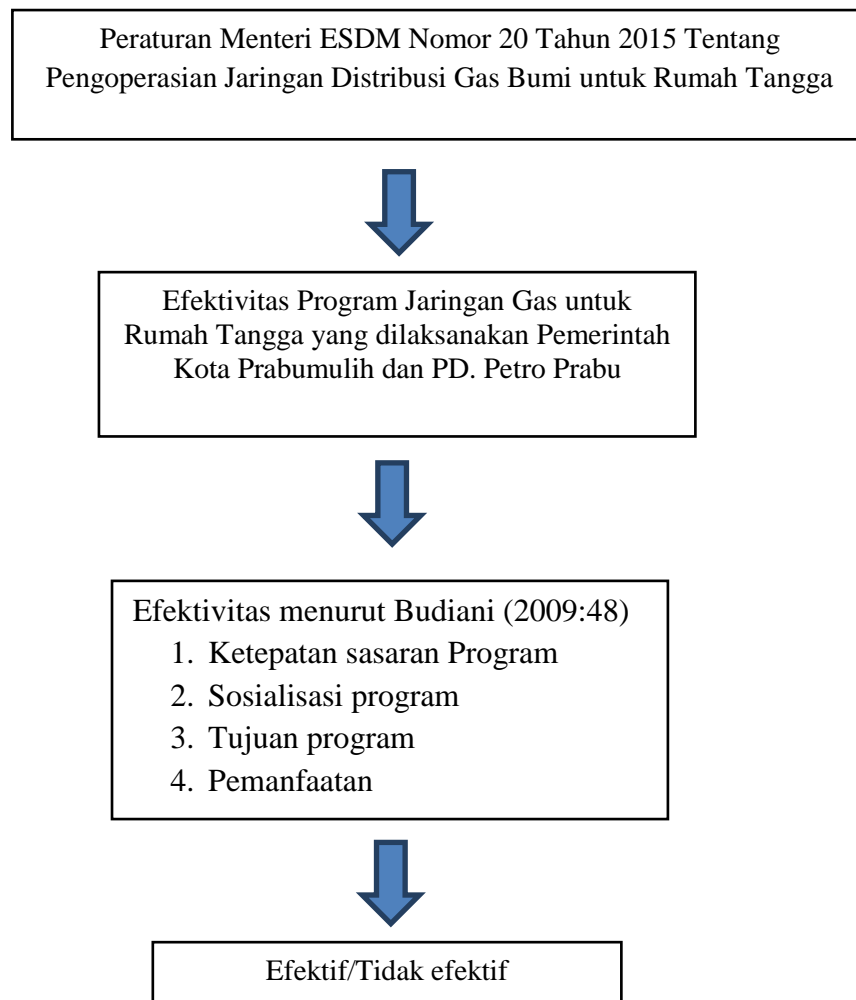 Peraturan Menteri ESDM Nomor 20 Tahun 2015 Tentang
Pengoperasian Jaringan Distribusi Gas Bumi untuk Rumah Tangga
Efektivitas Program Jaringan Gas untuk
Rumah Tangga yang dilaksanakan Pemerintah
Kota Prabumulih dan PD. Petro Prabu
Efektivitas menurut Budiani (2009:48)
1. Ketepatan sasaran Program
2. Sosialisasi program
3. Tujuan program
4. Pemanfaatan
Efektif/Tidak efektif